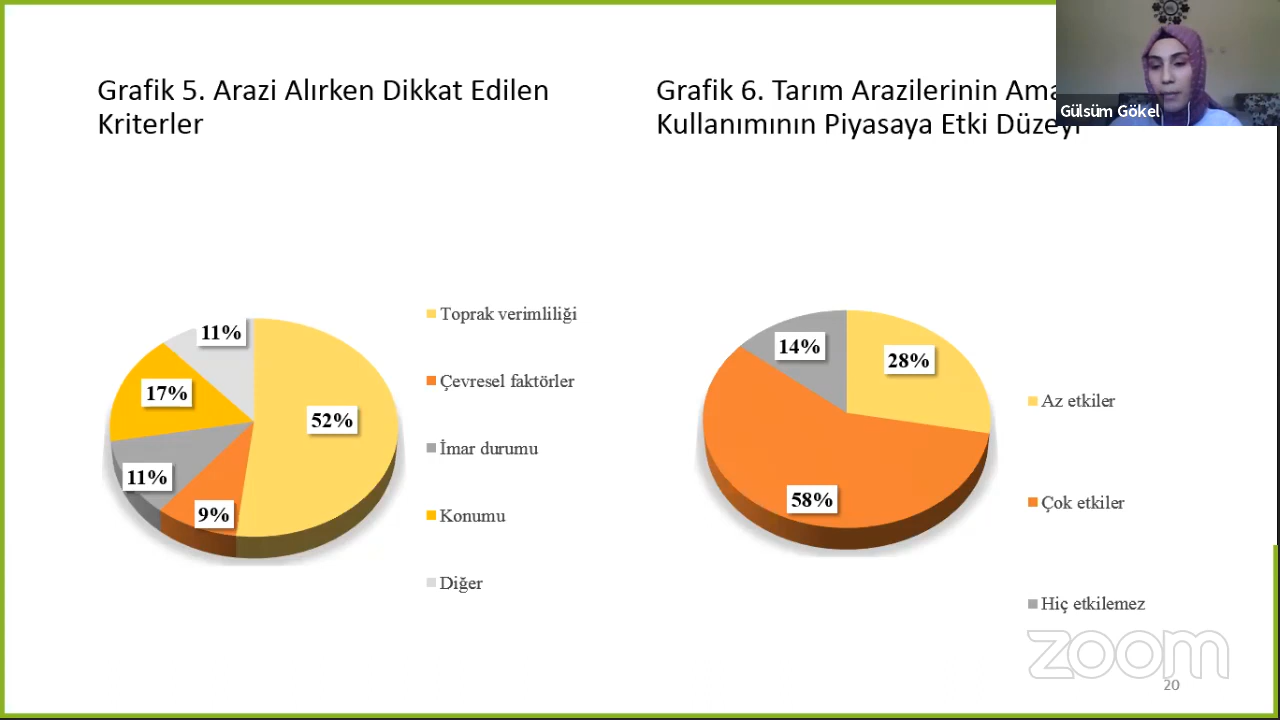 Grafik 5. Arazi Alırken Dikkat Edilen
Kriterler
11%
17%
52%
11%
9%
Toprak verimliliği
Çevresel faktörler
İmar durumu
Konumu
Diğer
Grafik 6. Tarım Arazilerinin
Kullanımının Piyasaya Etki Düzeyi
14%
28%
58%
Az etkiler
Çok etkiler
Hiç etkilemez
Gülsüm Gökel
zoom
20